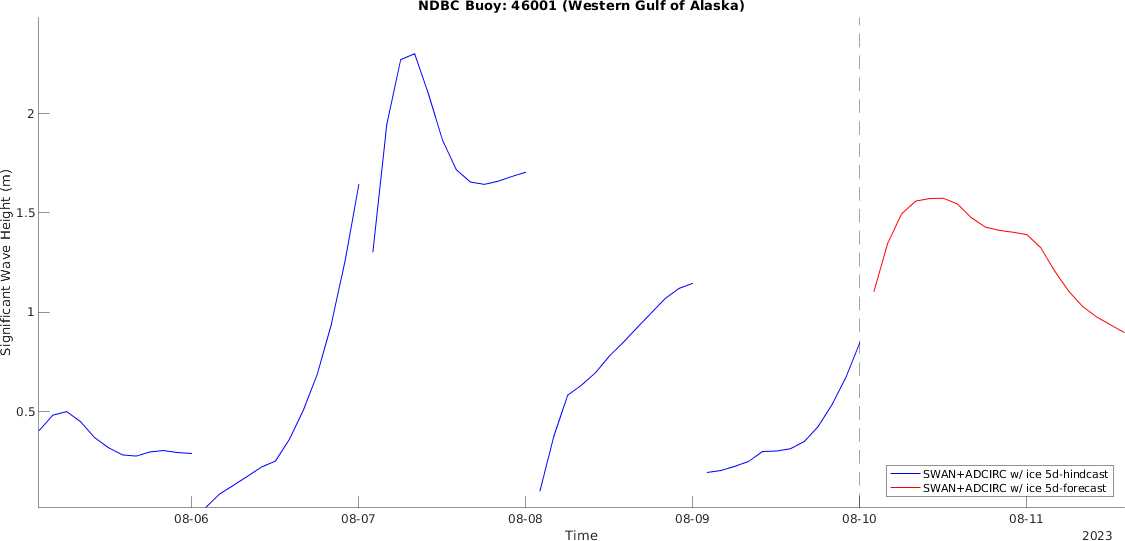 NDBC Buoy: 46001 (Western Gulf of Alaska)
Significant Wave Height (m)
2
1.5
1
0.5
SWAN+ADCIRC w/ ice 5d-hindcast
SWAN+ADCIRC w/ ice 5d-forecast
08-06 08-07 08-08 08-09 08-10 08-11
Time
2023